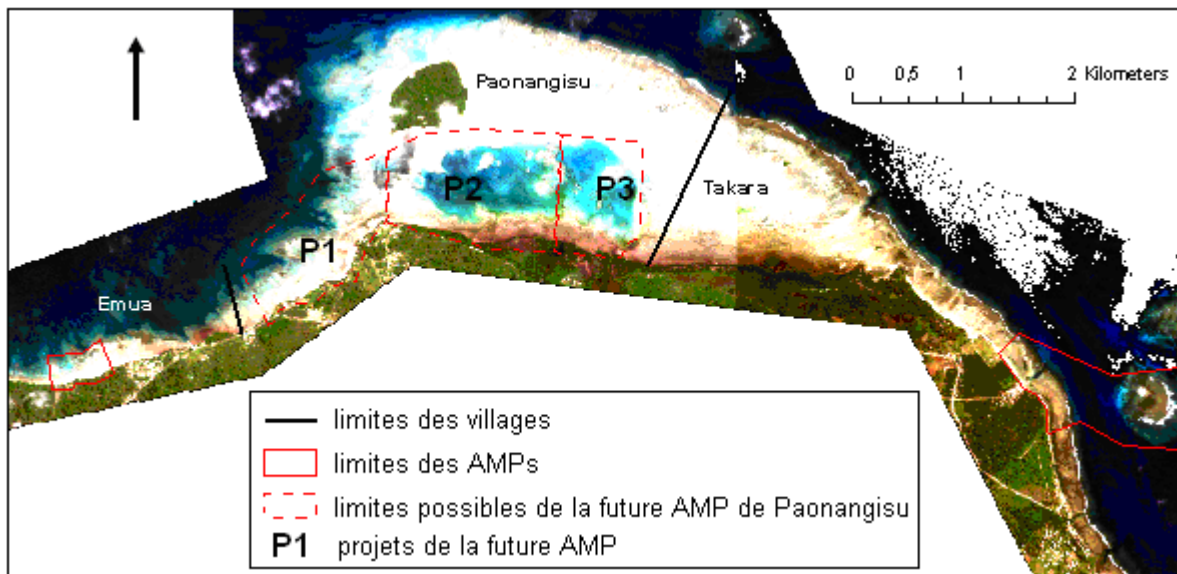 Paonangisu
0 0,5 1 2 Kilometers
P2
P3
Takara
P1
Emua
limites des villages
limites des AMPs
limites possibles de la future AMP de Paonangisu
P1 projets de la future AMP